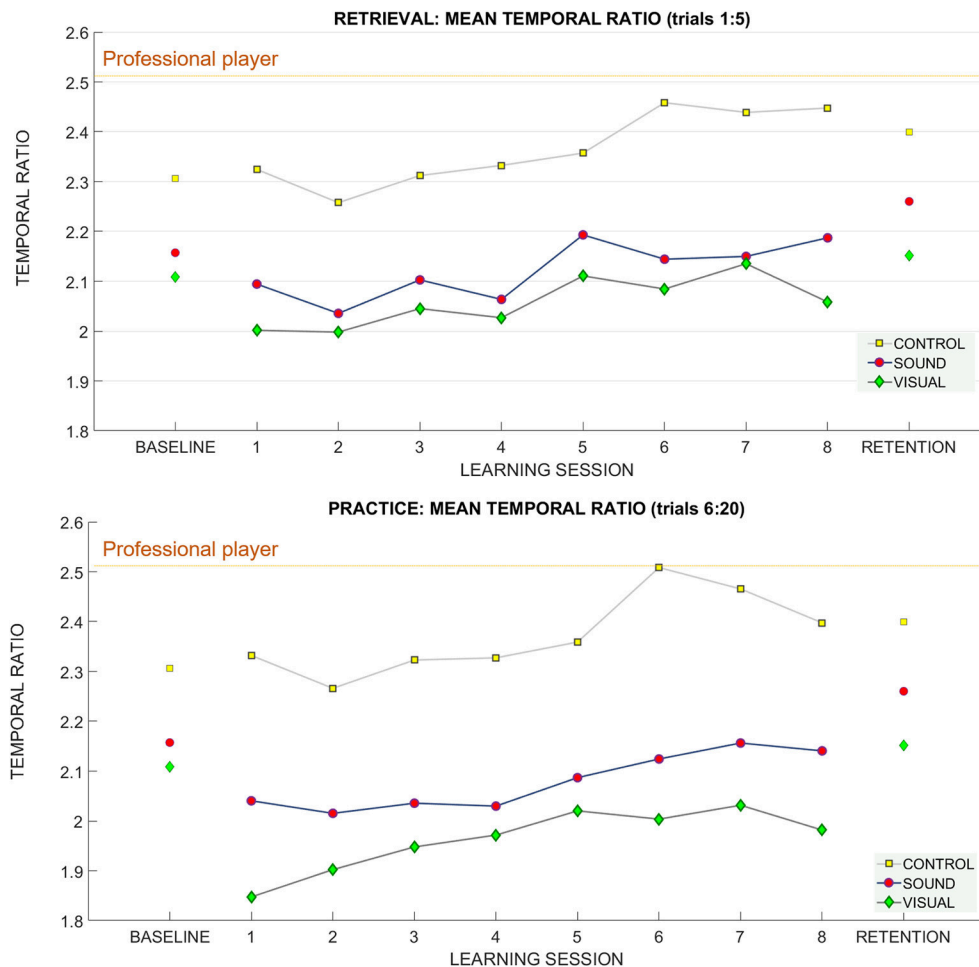 RETRIEVAL: MEAN TEMPORAL RATIO (trials 1:5)
2.6
Professional player
2.5
2.4
2.3
2.2
2.1
2
1.9
1.8
TEMPORAL RATIO
CONTROL
SOUND
VISUAL
BASELINE 1 2 3 4 5 6 7 8 RETENTION
LEARNING SESSION
PRACTICE: MEAN TEMPORAL RATIO (trials 6:20)
2.6
Professional player
2.5
2.4
2.3
2.2
2.1
2
1.9
1.8
TEMPORAL RATIO
CONTROL
SOUND
VISUAL
BASELINE 1 2 3 4 5 6 7 8 RETENTION
LEARNING SESSION